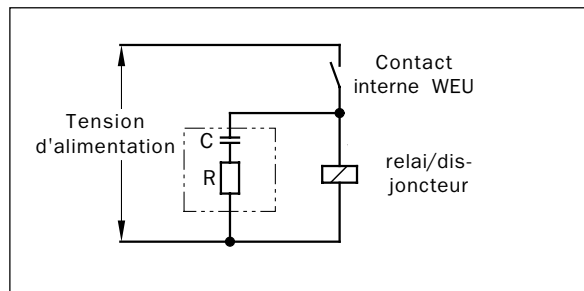 Contact
interne WEU
Tension
d'alimentation
C
R
relai/dis-
joncteur